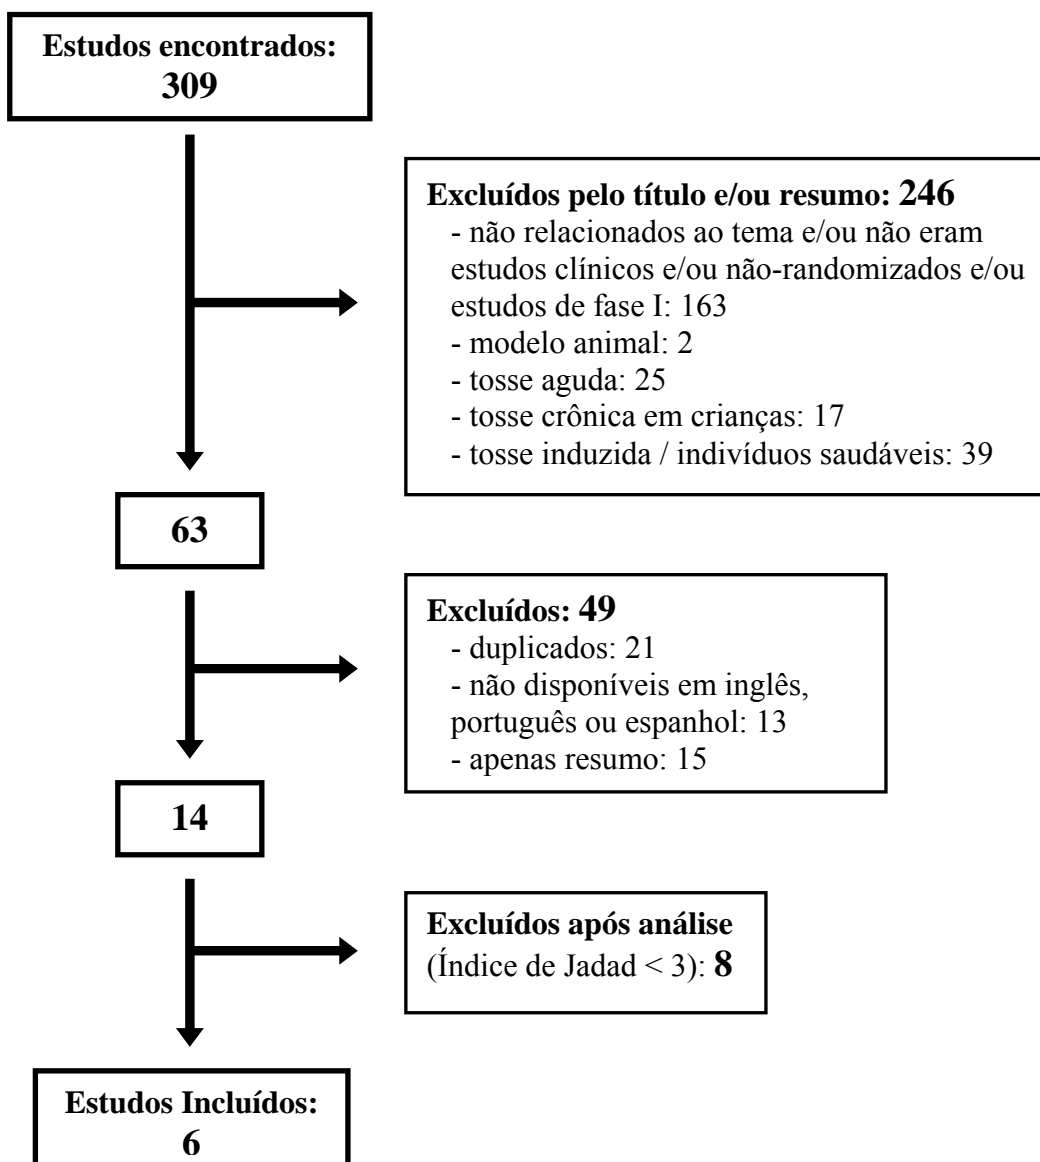 Estudos encontrados:
309
Excluídos pelo título e/ou resumo: 246
- não relacionados ao tema e/ou não eram
estudos clínicos e/ou não-randomizados e/ou
estudos de fase I: 163
- modelo animal: 2
- tosse aguda: 25
- tosse crônica em crianças: 17
- tosse induzida / indivíduos saudáveis: 39
63
Excluídos: 49
- duplicados: 21
- não disponíveis em inglês,
português ou espanhol: 13
- apenas resumo: 15
14
Excluídos após análise
(Índice de Jadad < 3): 8
Estudos Incluídos:
6